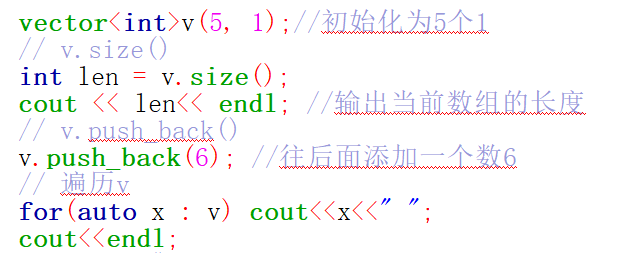 vector<int>v(5, 1);//初始化为5个1
// v.size()
int len = v.size();
cout << len<< endl; //输出当前数组的长度
// v.push_back()
v.push_back(6); //往后面添加一个数6
// 遍历v
for(auto x : v) cout<<x<<" ";
cout<<endl;